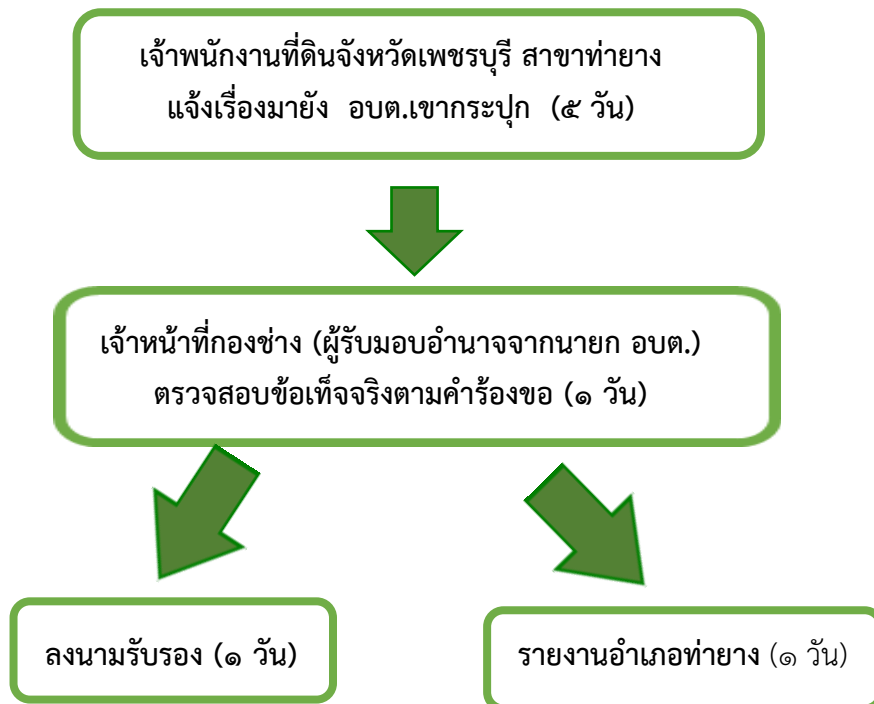 เจ้าพนักงานที่ดินจังหวัดเพชรบุรี สาขาท่ายาง
แจ้งเรื่องมายัง อบต.เขากระปุก (๕ วัน)
เจ้าหน้าที่กองช่าง (ผู้รับมอบอำนาจจากนายก อบต.)
ตรวจสอบข้อเท็จจริงตามคำร้องขอ (๑ วัน)
ลงนามรับรอง (๑ วัน)
รายงานอำเภอท่ายาง (๑ วัน)